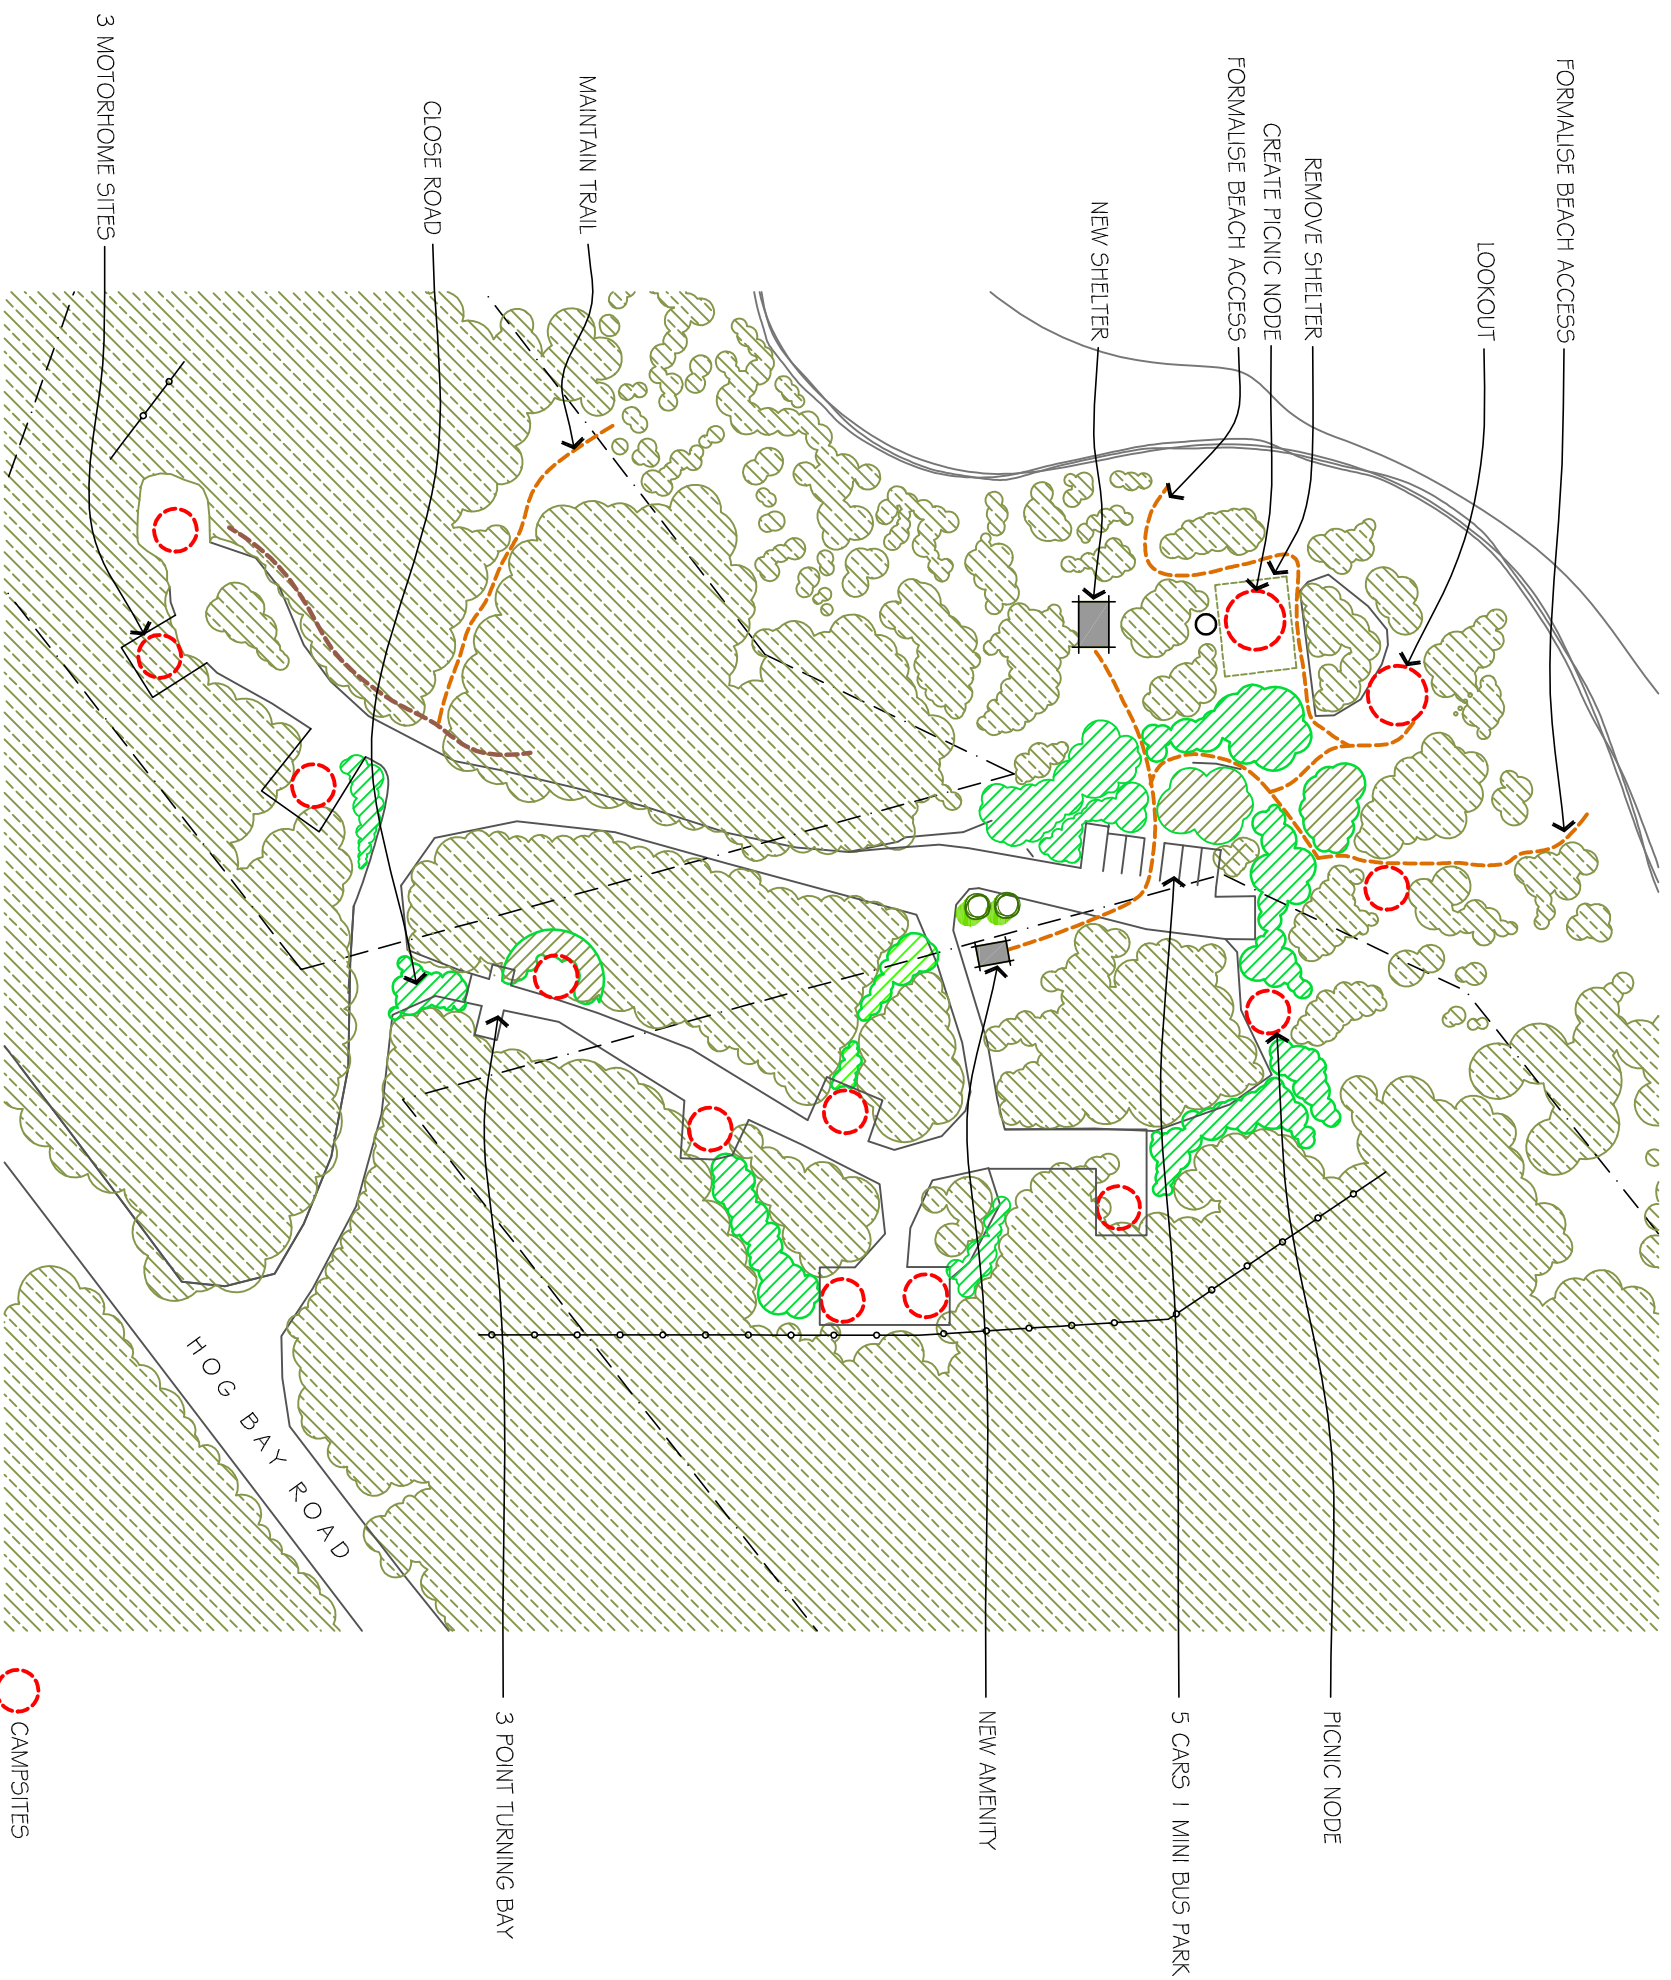 FORMALISE BEACH ACCESS
LOOKOUT
REMOVE SHELTER
CREATE PICNIC NODE
FORMALISE BEACH ACCESS
NEW SHELTER
MAINTAIN TRAIL
CLOSE ROAD
3 MOTORHOME SITES
HOG BAY ROAD
PICNIC NODE
5 CARS 1 MINI BUS PARK
NEW AMENITY
3 POINT TURNING BAY
CAMPSITES